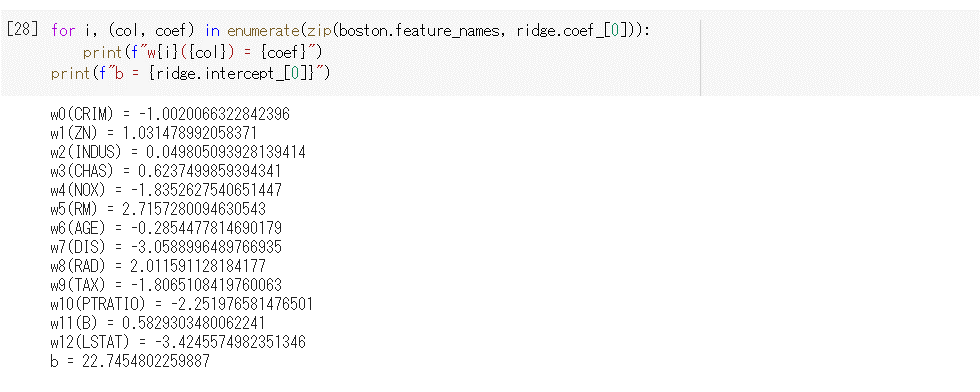 [28] for i, (col, coef) in enumerate(zip(boston.feature_names, ridge.coef_[0])):
print(f"w{i}({col}) = {coef}")
print(f"b = {ridge.intercept_[0]}")
w0(CRIM) = -1.0020066322842396
w1(ZN) = 1.031478992058371
w2(INDUS) = 0.049805093928139414
w3(CHAS) = 0.6237499859394341
w4(NOX) = -1.8352627540651447
w5(RM) = 2.7157280094630543
w6(AGE) = -0.2854477814690179
w7(DIS) = -3.0588996489766935
w8(RAD) = 2.011591128184177
w9(TAX) = -1.8065108419760063
w10(PTRATIO) = -2.251976581476501
w11(B) = 0.5829303480062241
w12(LSTAT) = -3.4245574982351346
b = 22.7454802259887